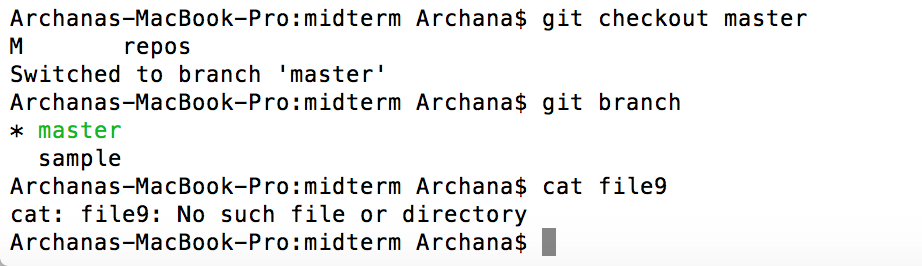 Archanas-MacBook-Pro:midterm Archana$ git checkout master
M       repos
Switched to branch 'master'
Archanas-MacBook-Pro:midterm Archana$ git branch
* master
  sample
Archanas-MacBook-Pro:midterm Archana$ cat file9
cat: file9: No such file or directory
Archanas-MacBook-Pro:midterm Archana$